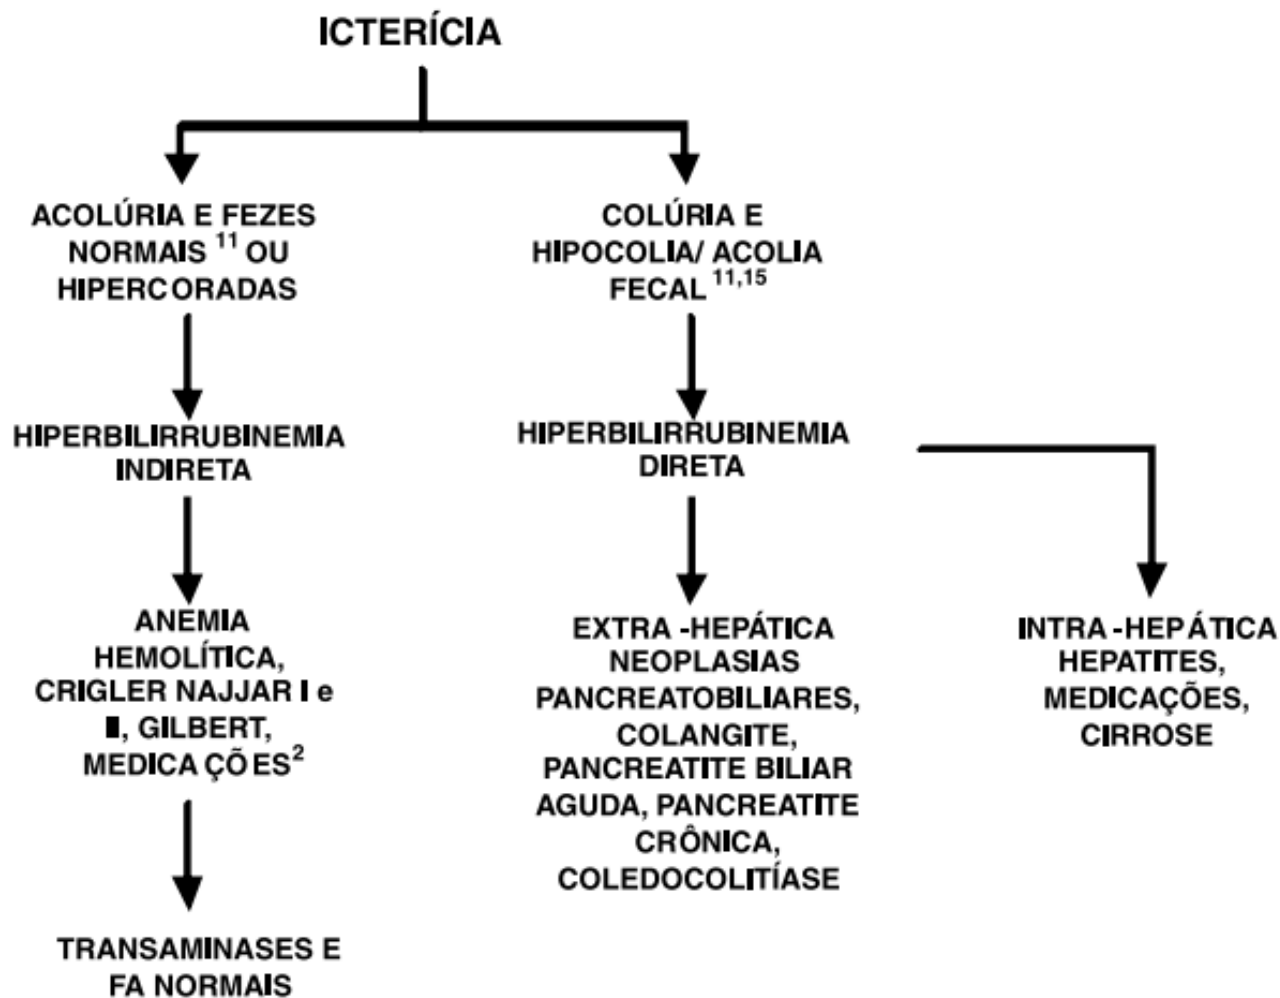 ICTERÍCIA
ACOLÚRIA E FEZES
NORMAIS 11 OU
HIPERCORADAS
COLÚRIA E
HIPOCOLIA/ ACOLIA
FECAL 11,15
HIPERBILIRRUBINEMIA
INDIRETA
HIPERBILIRRUBINEMIA
DIRETA
ANEMIA
HEMOLÍTICA,
CRIGLER NAJJAR I e
II, GILBERT,
MEDICAÇÕES2
EXTRA -HEPÁTICA
NEOPLASIAS
PANCREATOBILIARES,
COLANGITE,
PANCREATITE BILIAR
AGUDA, PANCREATITE
CRÔNICA,
COLEDOCOLITÍASE
INTRA -HEPÁTICA
HEPATITES,
MEDICAÇÕES,
CIRROSE
TRANSAMINASES E
FA NORMAIS